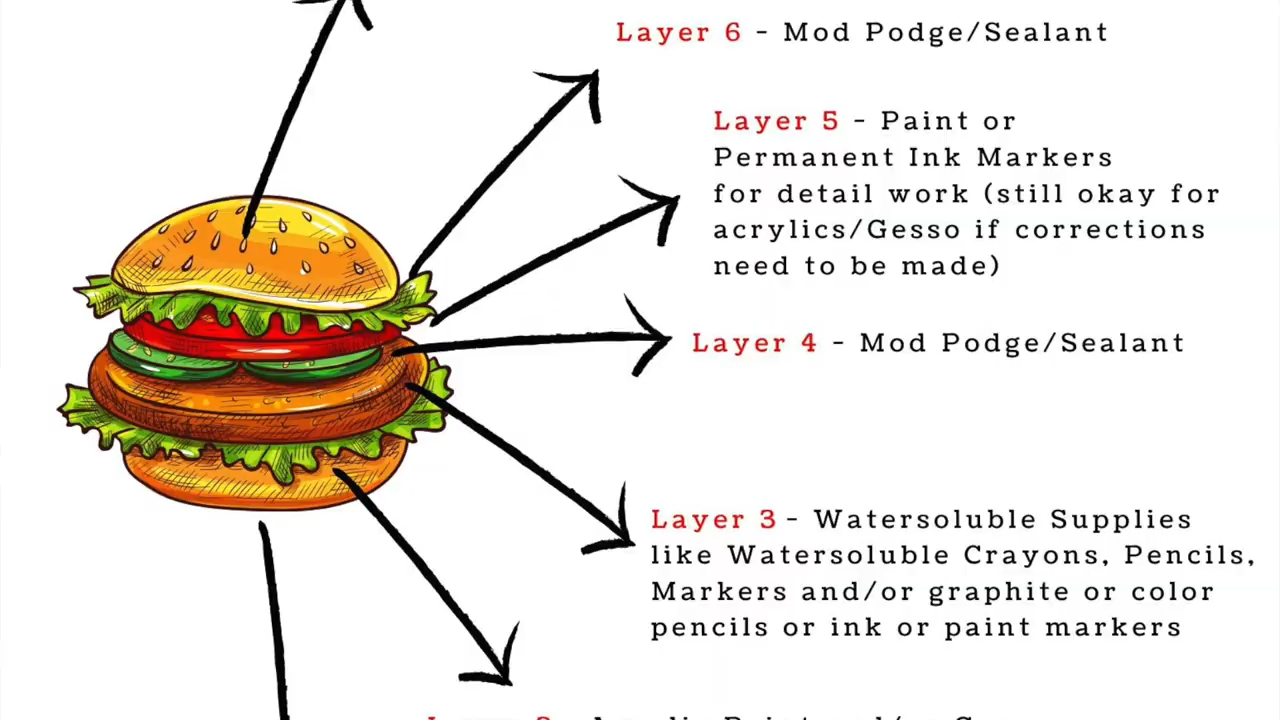 Layer 6 - Mod Podge/Sealant
Layer 5 - Paint or
Permanent Ink Markers
for detail work (still okay for
acrylics/Gesso if corrections
need to be made)
Layer 4 - Mod Podge/Sealant
Layer 3 - Watersoluble Supplies
like Watersoluble Crayons, Pencils,
Markers and/or graphite or color
pencils or ink or paint markers